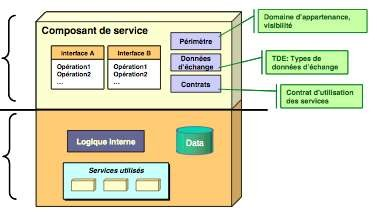 Composant de service
Interface A
Opération1
Opération2
...
Interface B
Opération1
Opération2
...
Périmètre
Données
d'échange
Contrats
Domaine d'appartenance,
visibilité
TDE: Types de
données d'échange
Contrat d'utilisation
des services
Logique interne
Data
Services utilisés